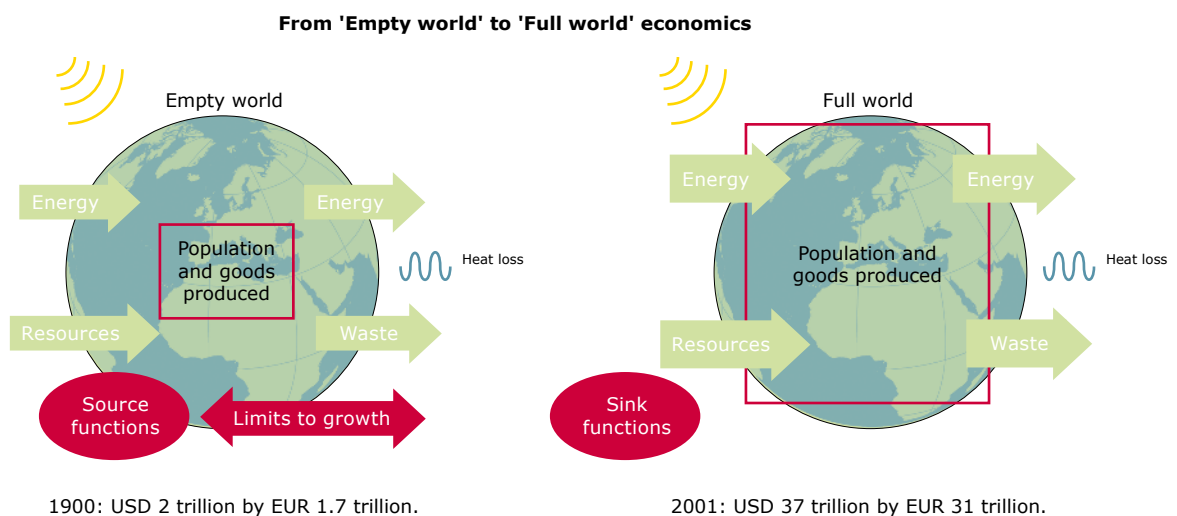 From 'Empty world' to 'Full world' economics
Empty world
Energy
Energy
Population
and goods
produced
Heat loss
Resources
Waste
Source
functions
Limits to growth
1900: USD 2 trillion by EUR 1.7 trillion.
Full world
Energy
Energy
Population and
goods produced
Heat loss
Resources
Waste
Sink
functions
2001: USD 37 trillion by EUR 31 trillion.